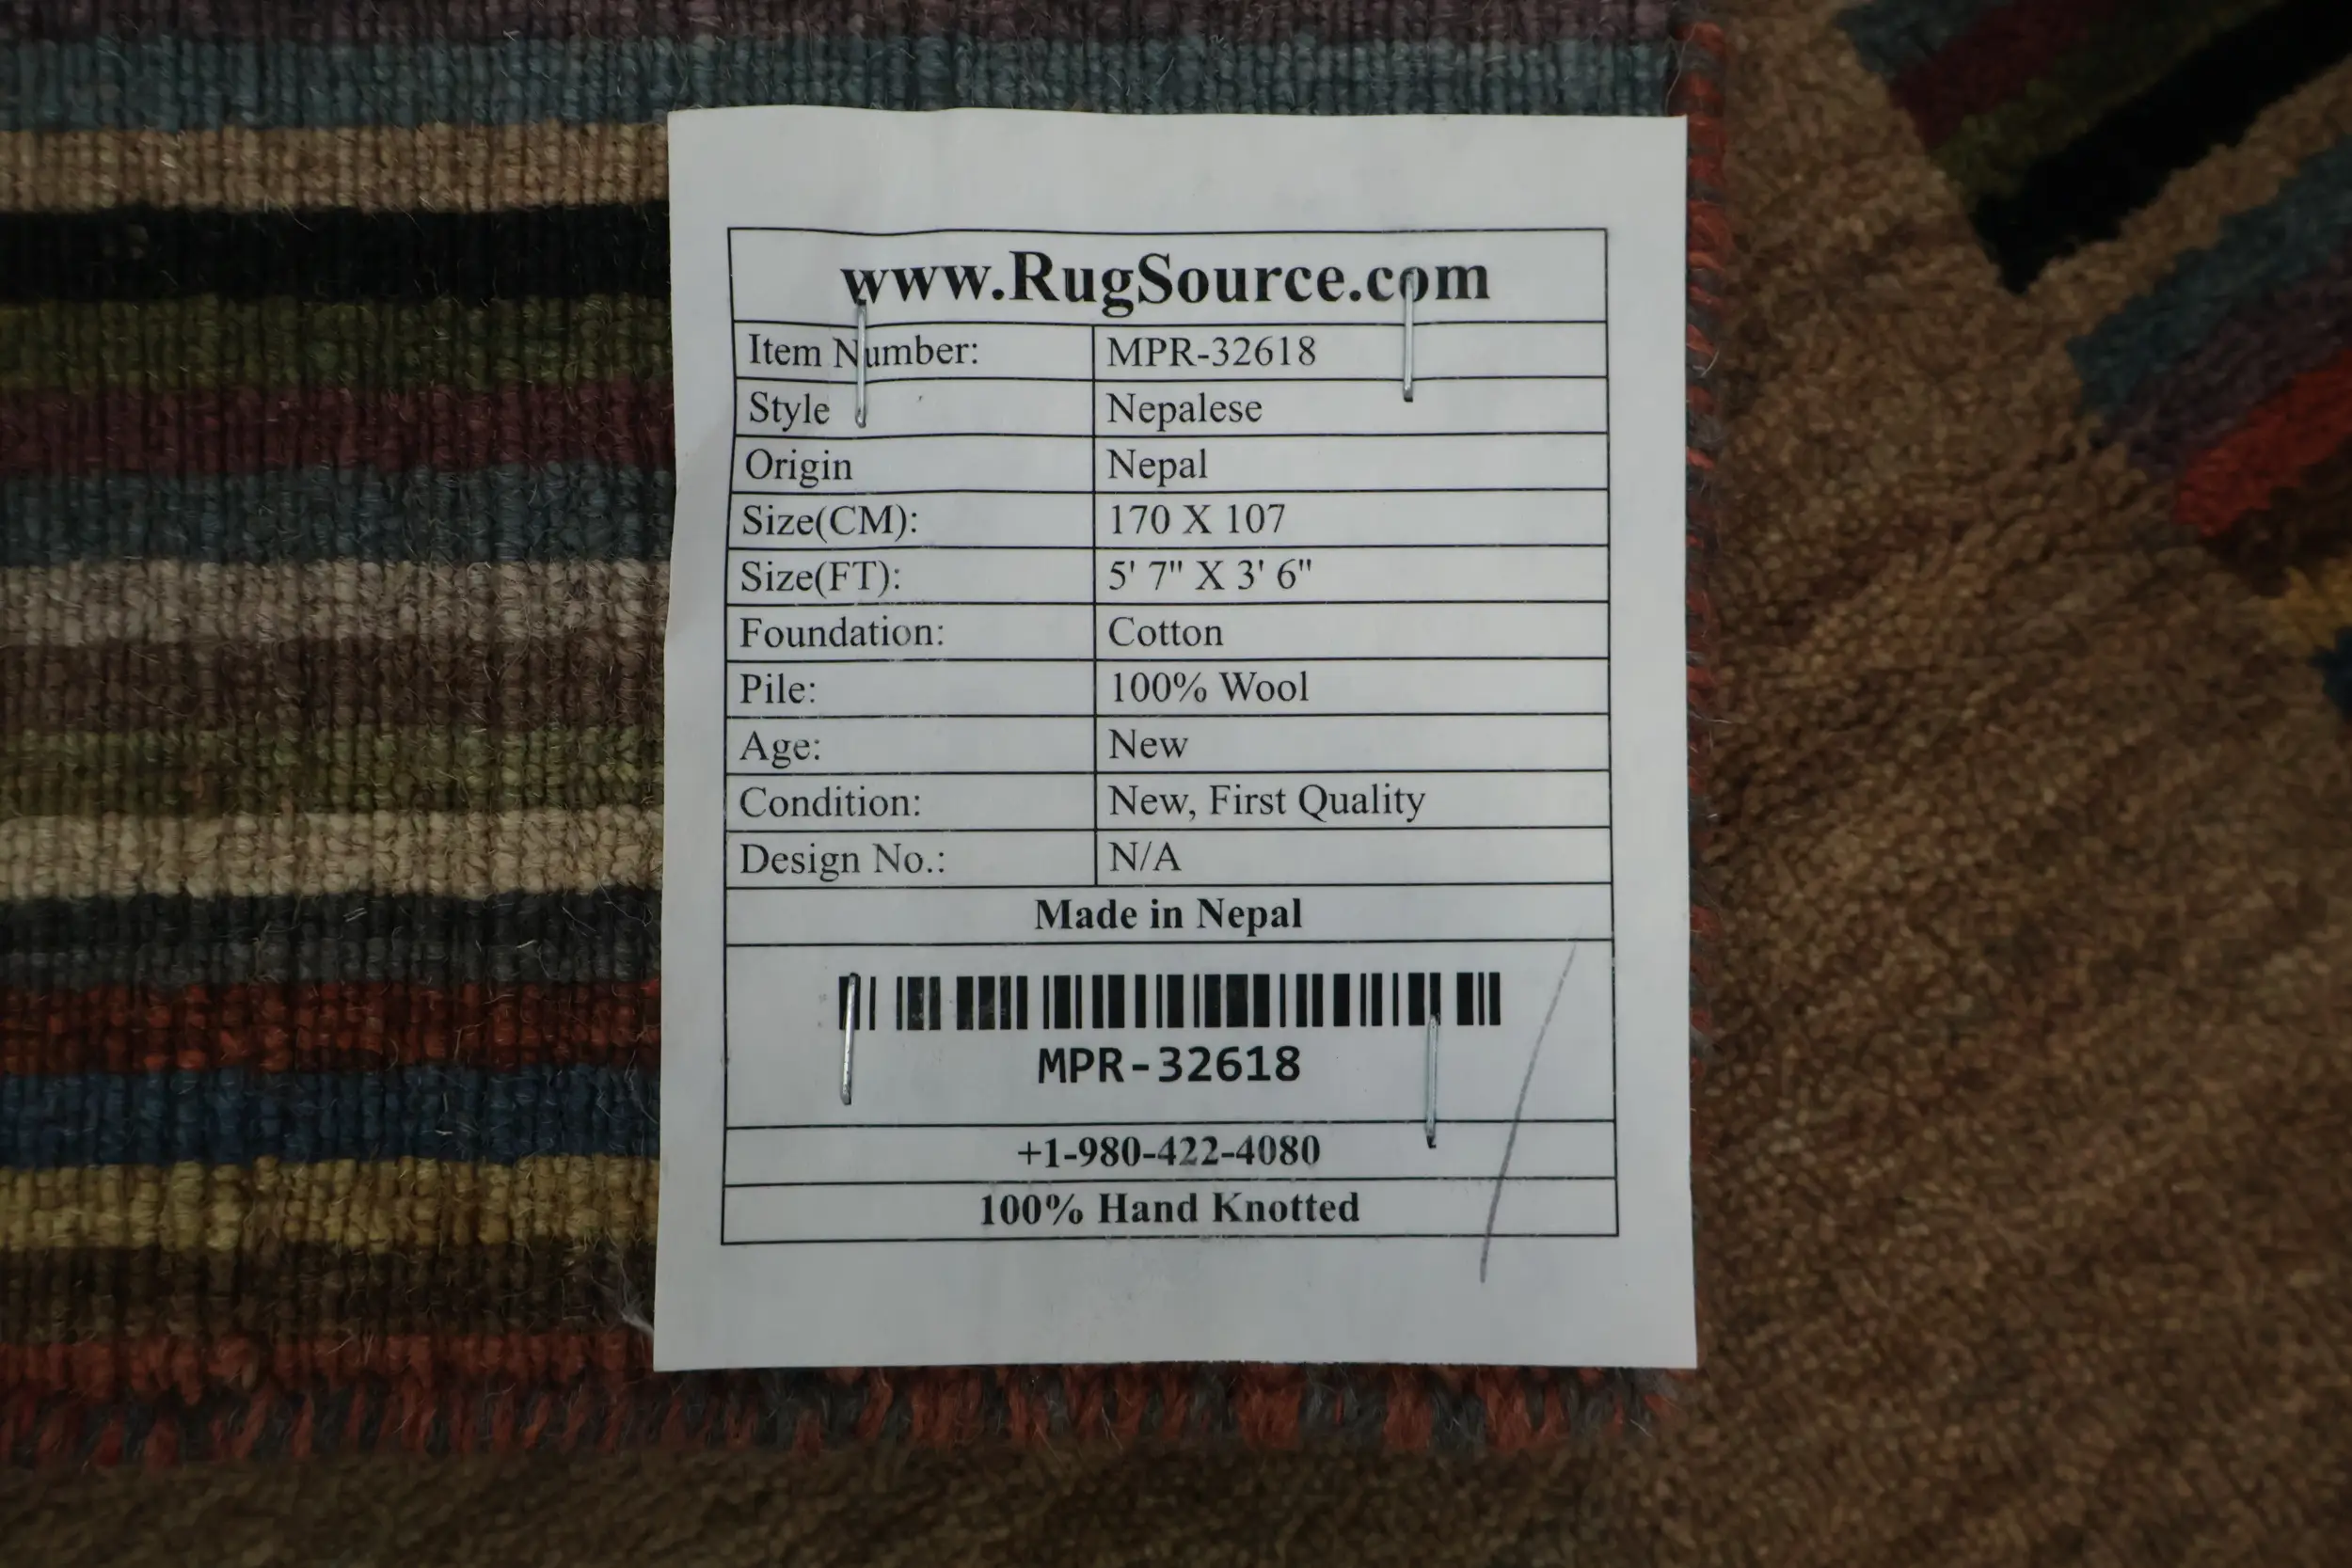 www.RugSource.com
Item Number: MPR-32618
Style Nepalese
Origin Nepal
Size(CM): 170 X 107
Size(FT): 5' 7" X 3' 6"
Foundation: Cotton
Pile: 100% Wool
Age: New
Condition: New, First Quality
Design No.: N/A
Made in Nepal
MPR-32618
+1-980-422-4080
100% Hand Knotted